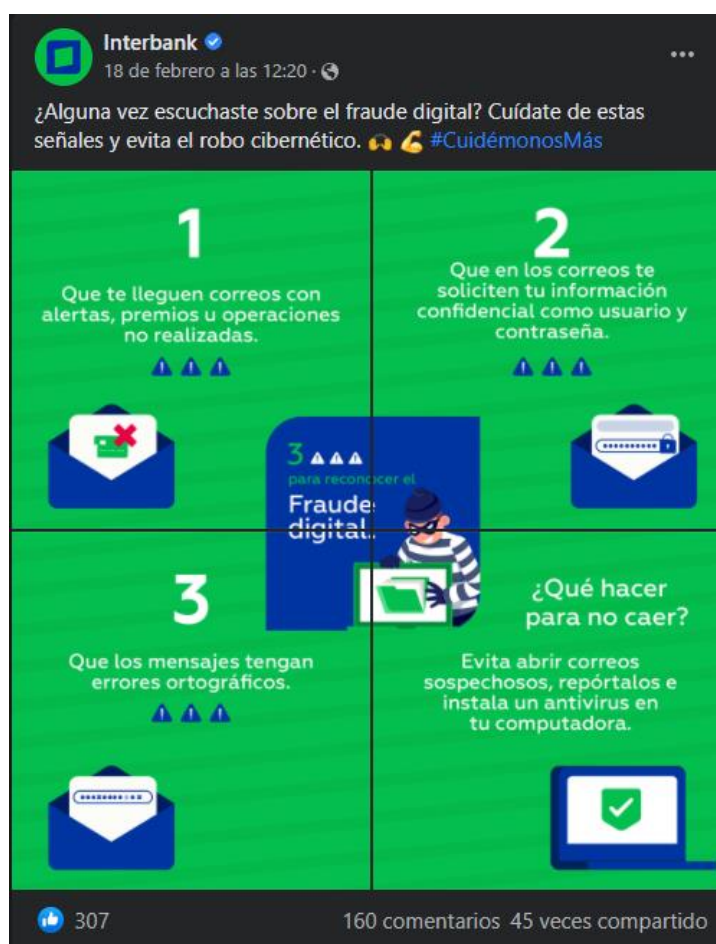 Interbank
18 de febrero a las 12:20 ·
¿Alguna vez escuchaste sobre el fraude digital? Cuídate de estas
señales y evita el robo cibernético. #CuidémonosMás
1
Que te lleguen correos con
alertas, premios u operaciones
no realizadas.
2
Que en los correos te
soliciten tu información
confidencial como usuario y
contraseña.
3
para reconocer el
Fraude
digital.
3
Que los mensajes tengan
errores ortográficos.
¿Qué hacer
para no caer?
Evita abrir correos
sospechosos, repórtalos e
instala un antivirus en
tu computadora.
307
160 comentarios 45 veces compartido